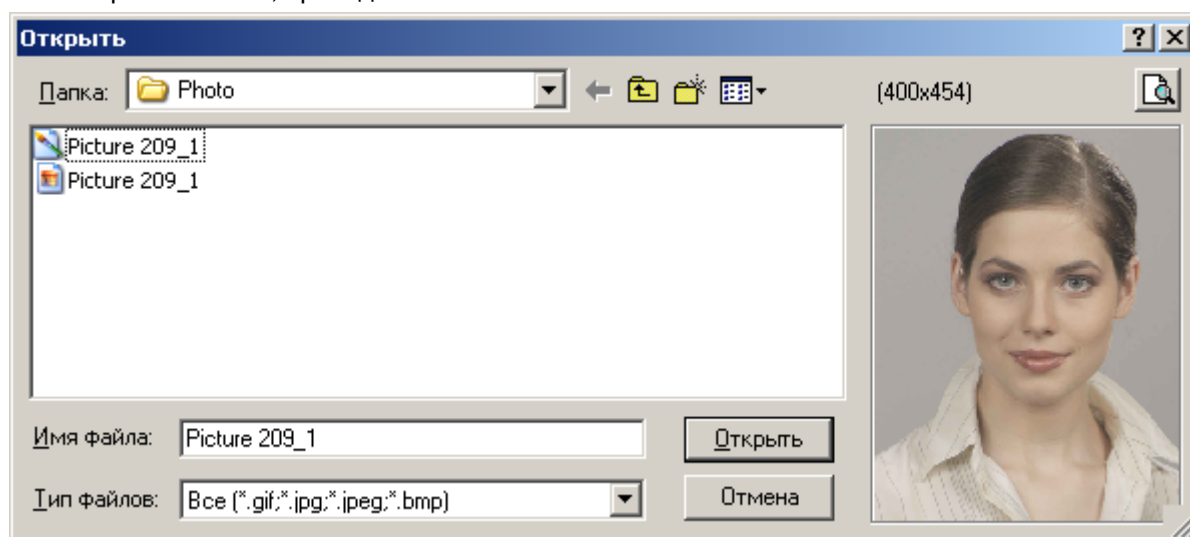 Открыть
Папка: Photo (400x454)
Picture 209_1
Picture 209_1
Имя файла: Picture 209_1 Открыть
Тип файлов: Все (*.gif;*.jpg;*.jpeg;*.bmp) Отмена